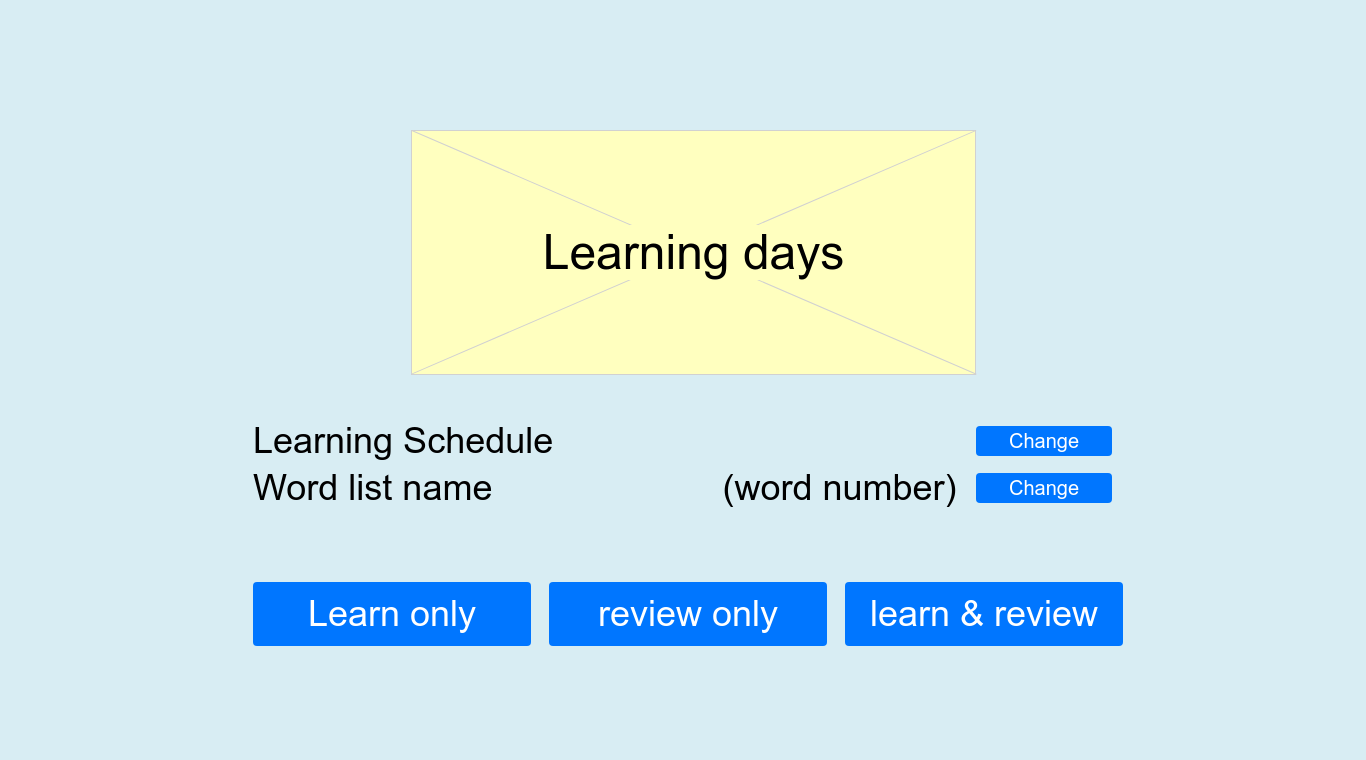 Learning days
Learning Schedule Change
Word list name (word number) Change
Learn only review only learn & review